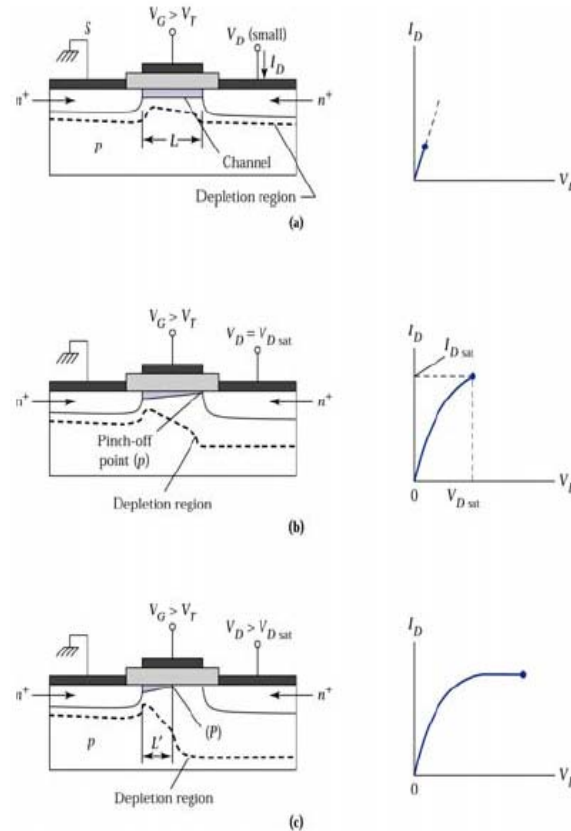 V_G > V_T
S
V_D (small)
I_D
n+
n+
p
L
Channel
Depletion region
(a)
I_D
V_D
V_G > V_T
V_D = V_D sat
n+
n+
Pinch-off
point (p)
Depletion region
(b)
I_D
I_D sat
0
V_D sat
V_G > V_T
V_D > V_D sat
n+
n+
p
L'
(P)
Depletion region
(c)
I_D
0